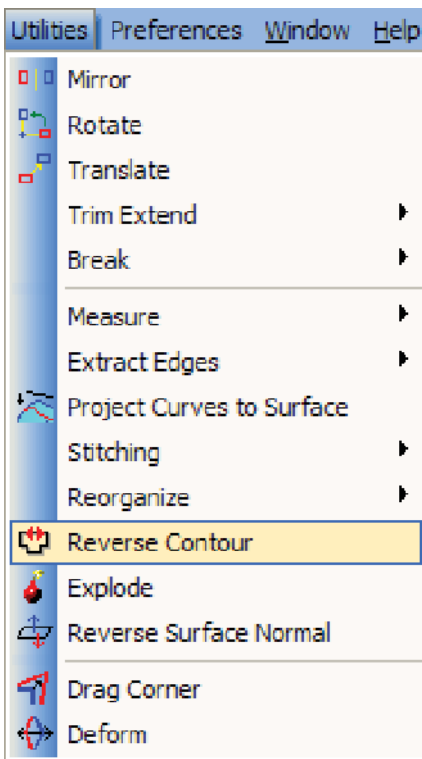 Utilities Preferences Window Help
Mirror
Rotate
Translate
Trim Extend
Break
Measure
Extract Edges
Project Curves to Surface
Stitching
Reorganize
Reverse Contour
Explode
Reverse Surface Normal
Drag Corner
Deform